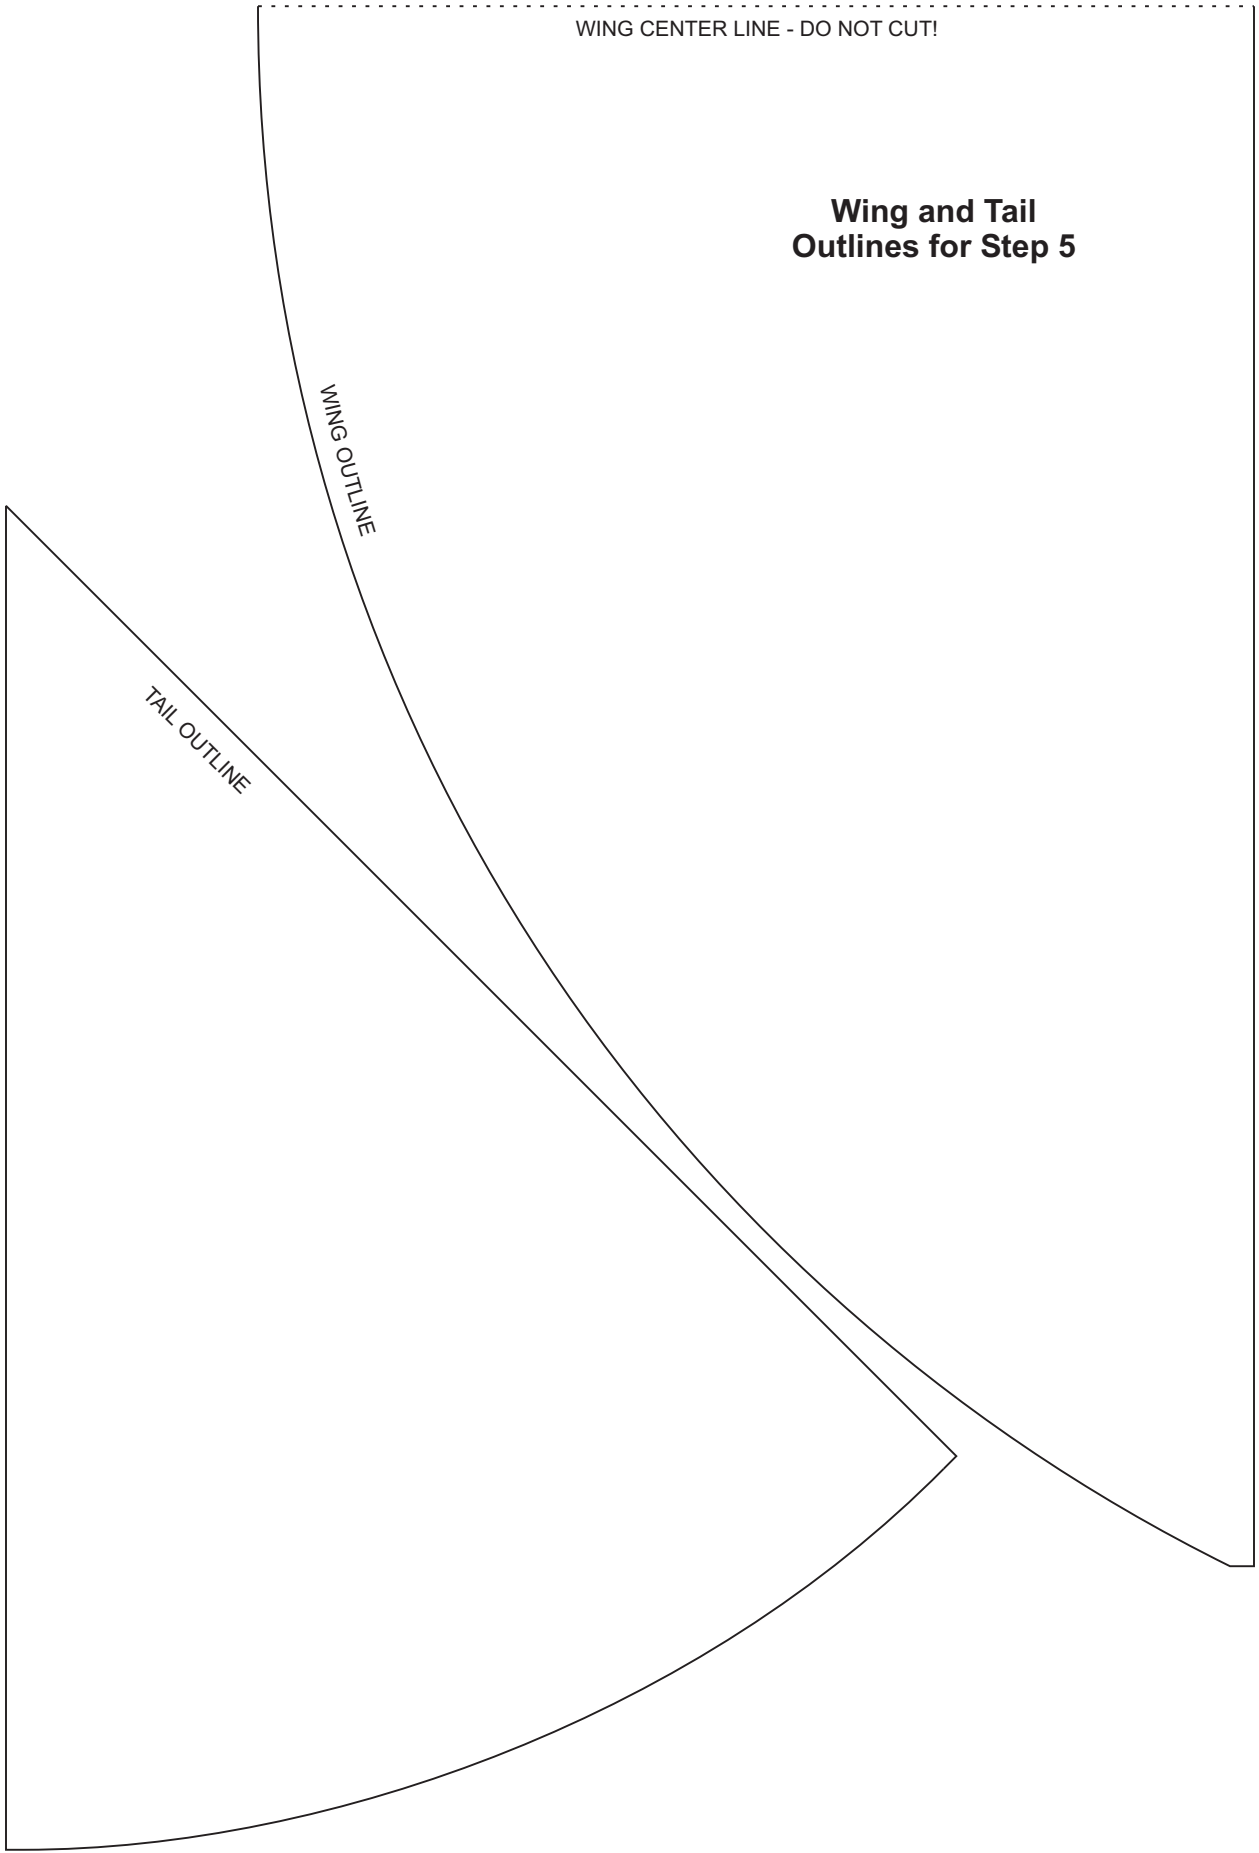 WING CENTER LINE - DO NOT CUT!
Wing and Tail
Outlines for Step 5
WING OUTLINE
TAIL OUTLINE